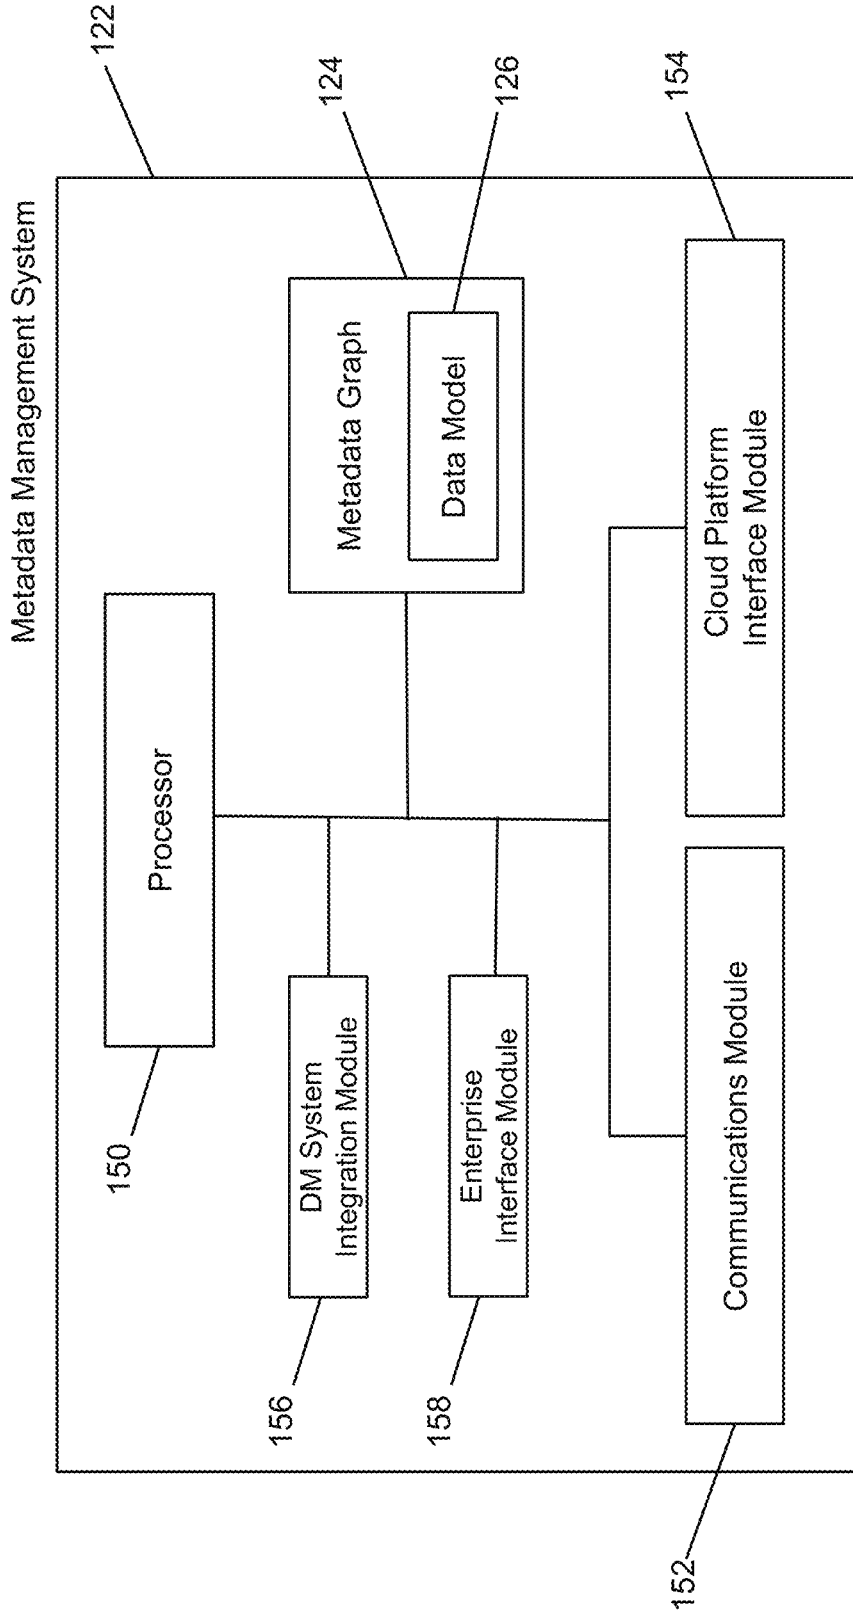 Metadata Management System
122
Processor
150
124
Metadata Graph
126
Data Model
DM System
Integration Module
156
Enterprise
Interface Module
158
154
Cloud Platform
Interface Module
Communications Module
152